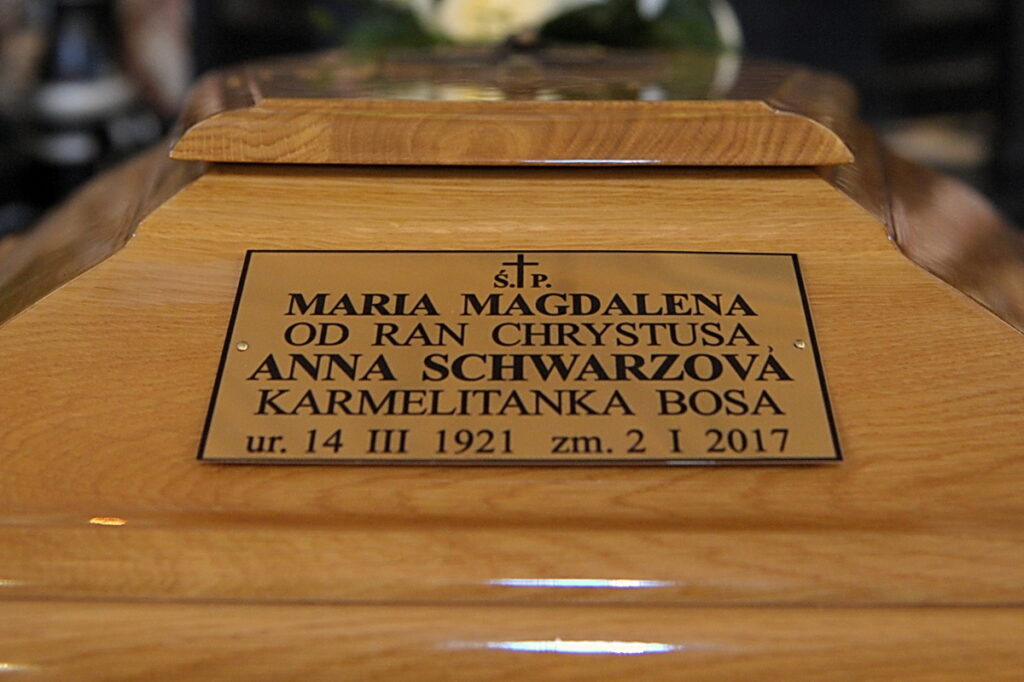 Ś. P.
MARIA MAGDALENA
OD RAN CHRYSTUSA
ANNA SCHWARZOVÁ
KARMELITANKA BOSA
ur. 14 III 1921 zm. 2 I 2017